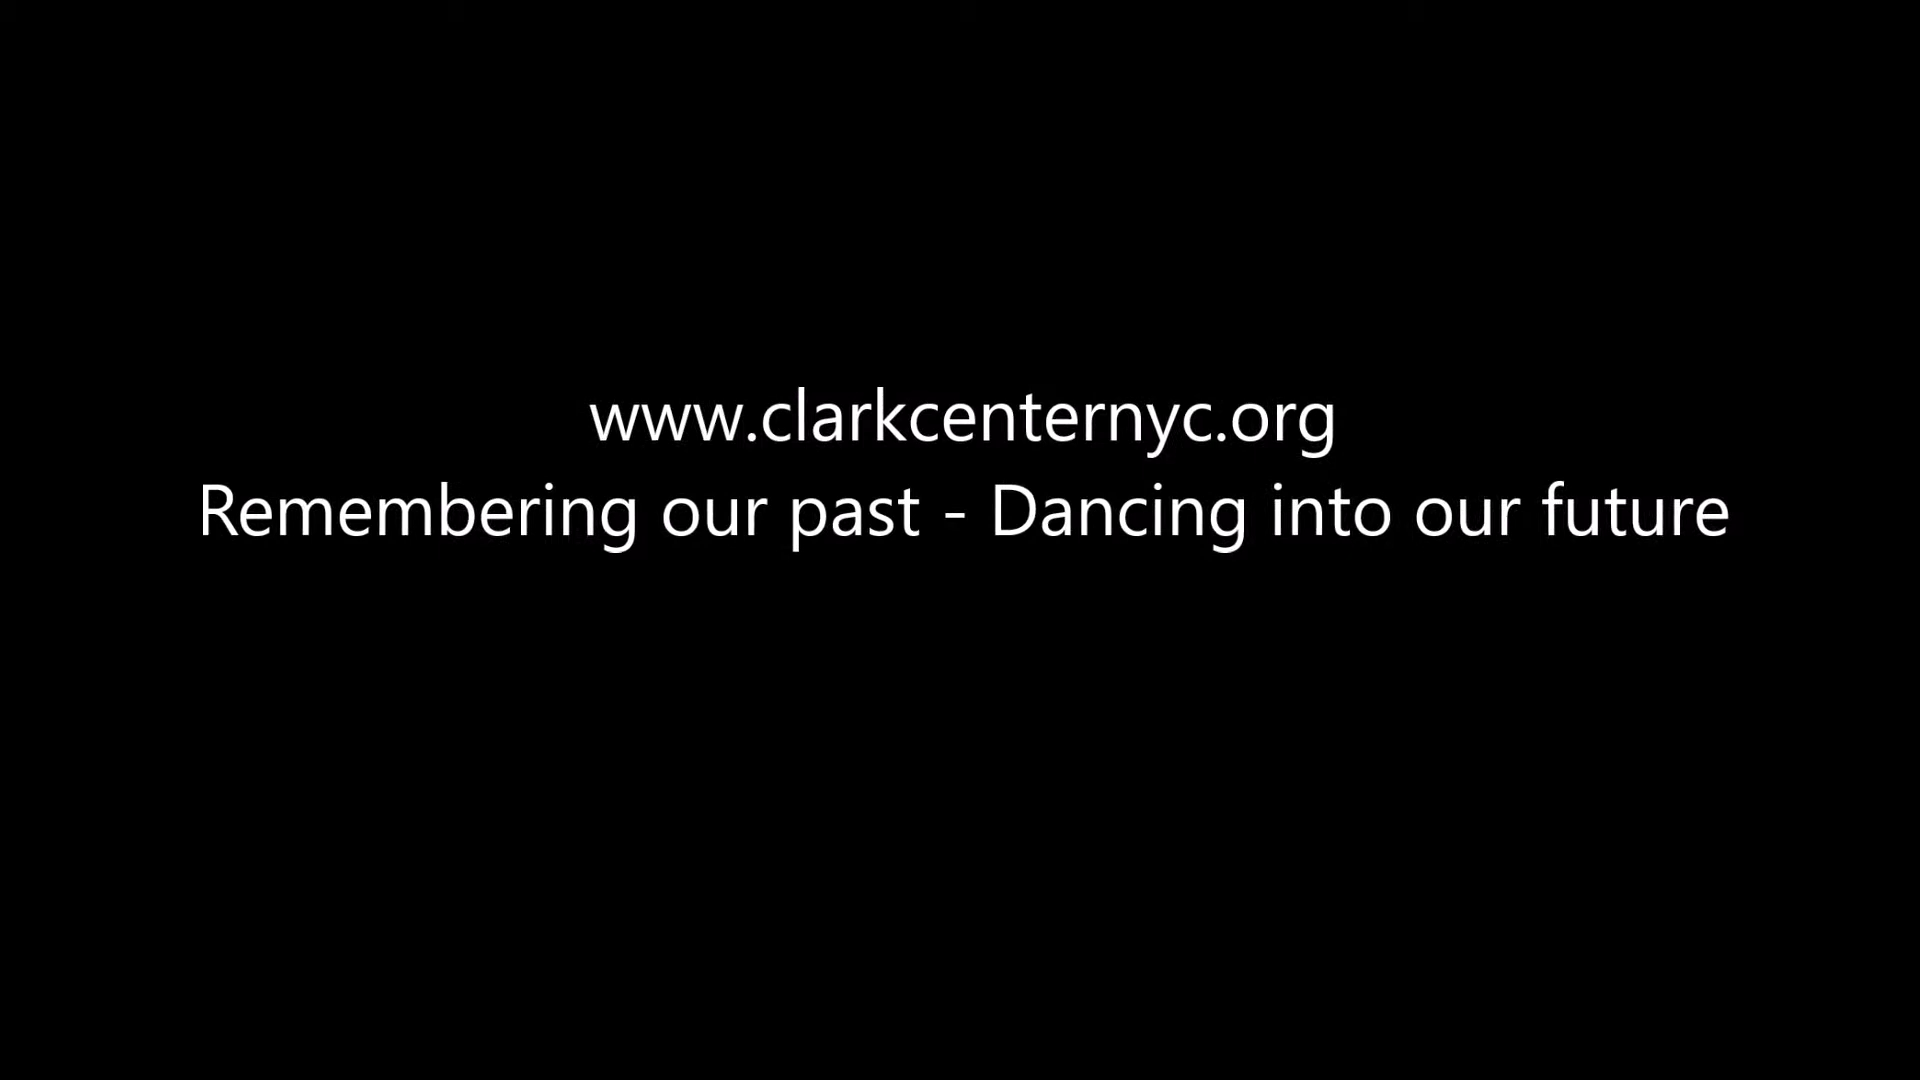 www.clarkcenternyc.org
Remembering our past - Dancing into our future